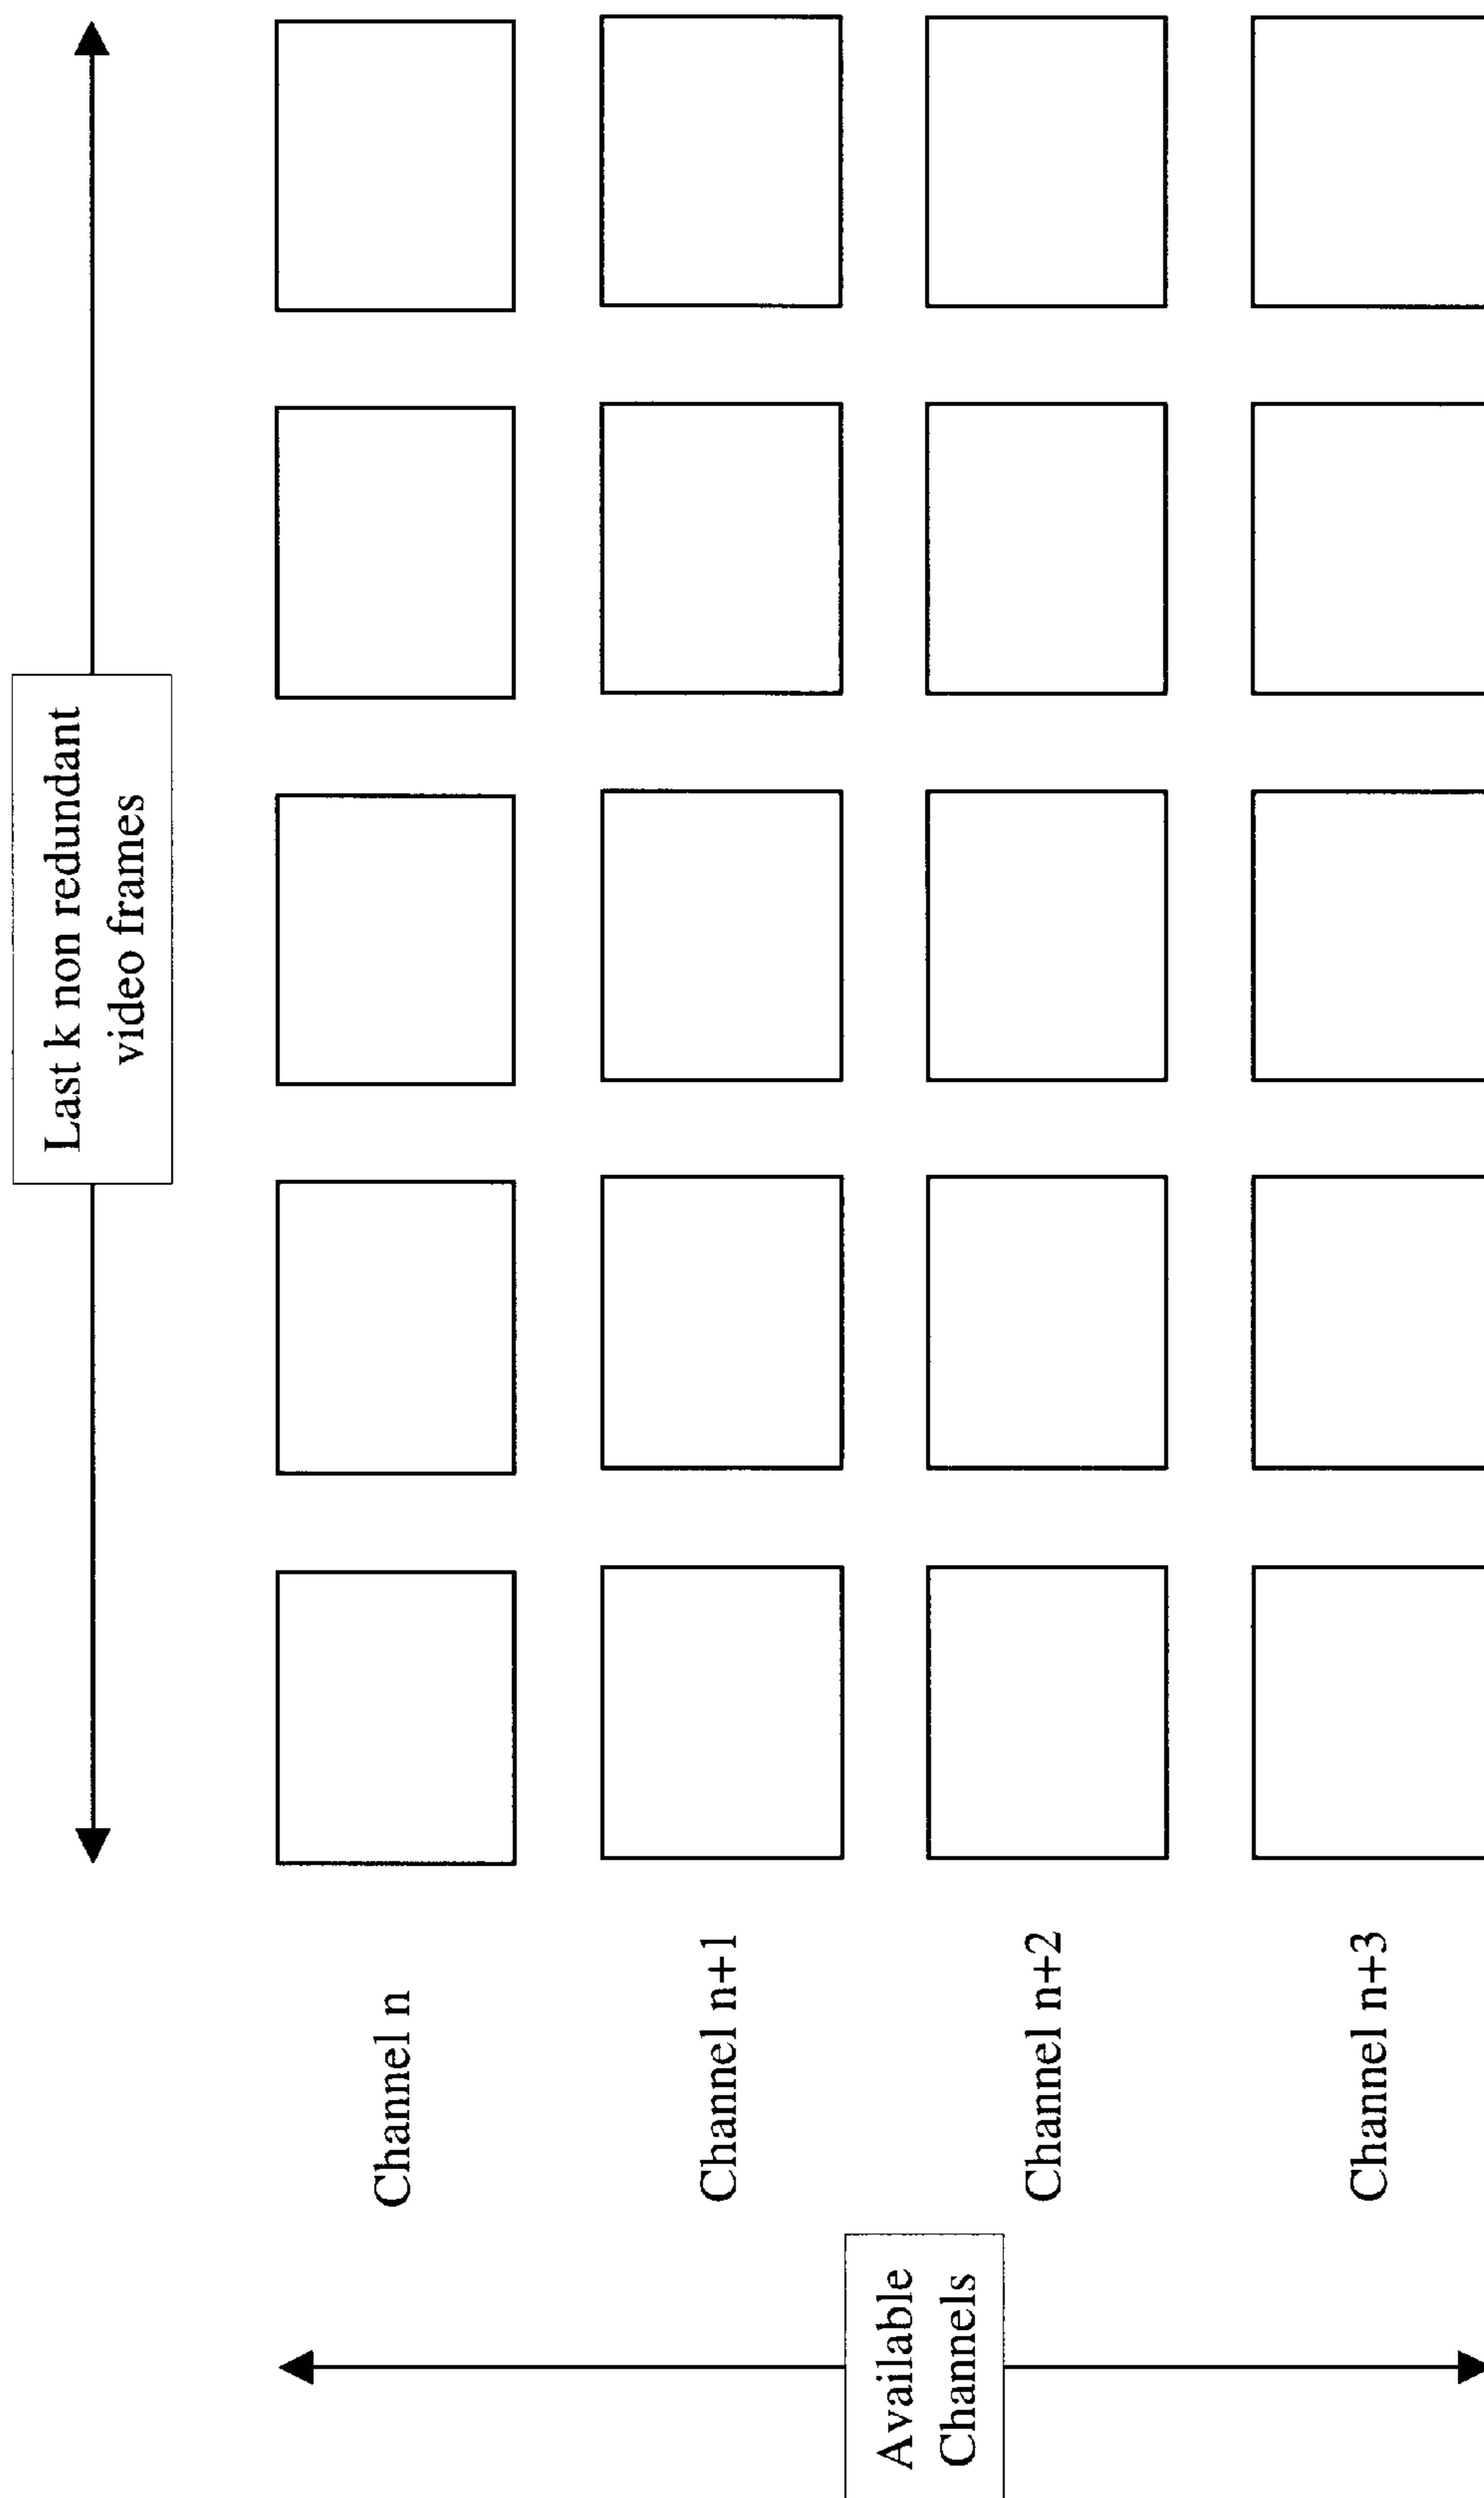 Last k non redundant
video frames
Channel n
Channel n+1
Channel n+2
Channel n+3
Available
Channels